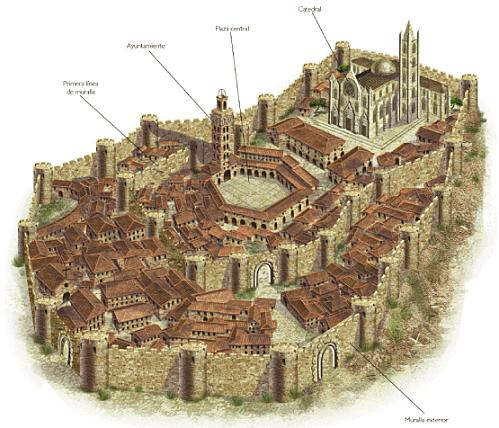 Catedral
Plaza central
Ayuntamiento
Primera línea
de muralla
Muralla exterior